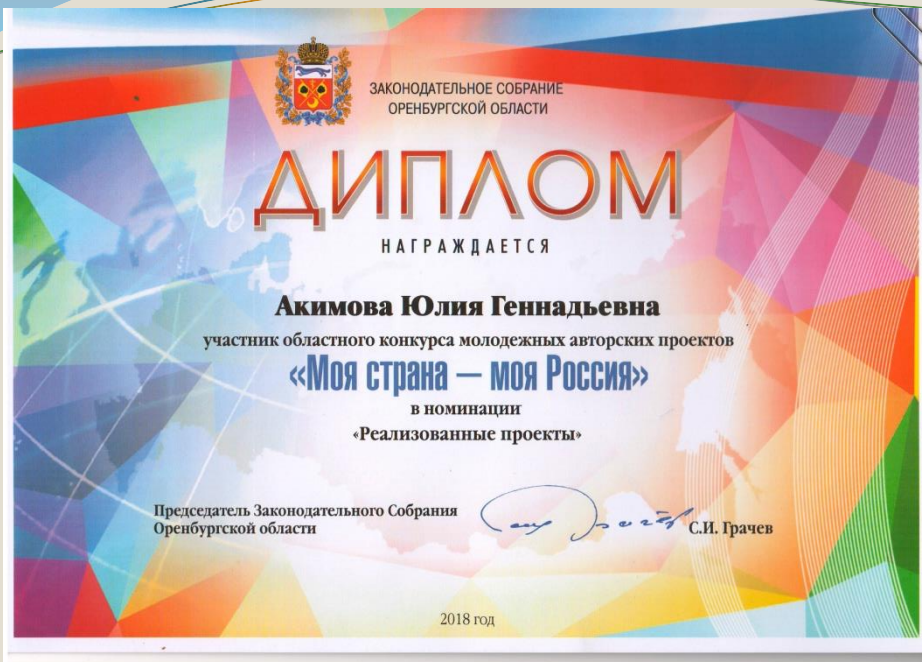 ЗАКОНОДАТЕЛЬНОЕ СОБРАНИЕ
ОРЕНБУРГСКОЙ ОБЛАСТИ
ДИПЛОМ
НАГРАЖДАЕТСЯ
Акимова Юлия Геннадьевна
участник областного конкурса молодежных авторских проектов
«Моя страна — моя Россия»
в номинации
«Реализованные проекты»
Председатель Законодательного Собрания
Оренбургской области
С.И. Грачев
2018 год